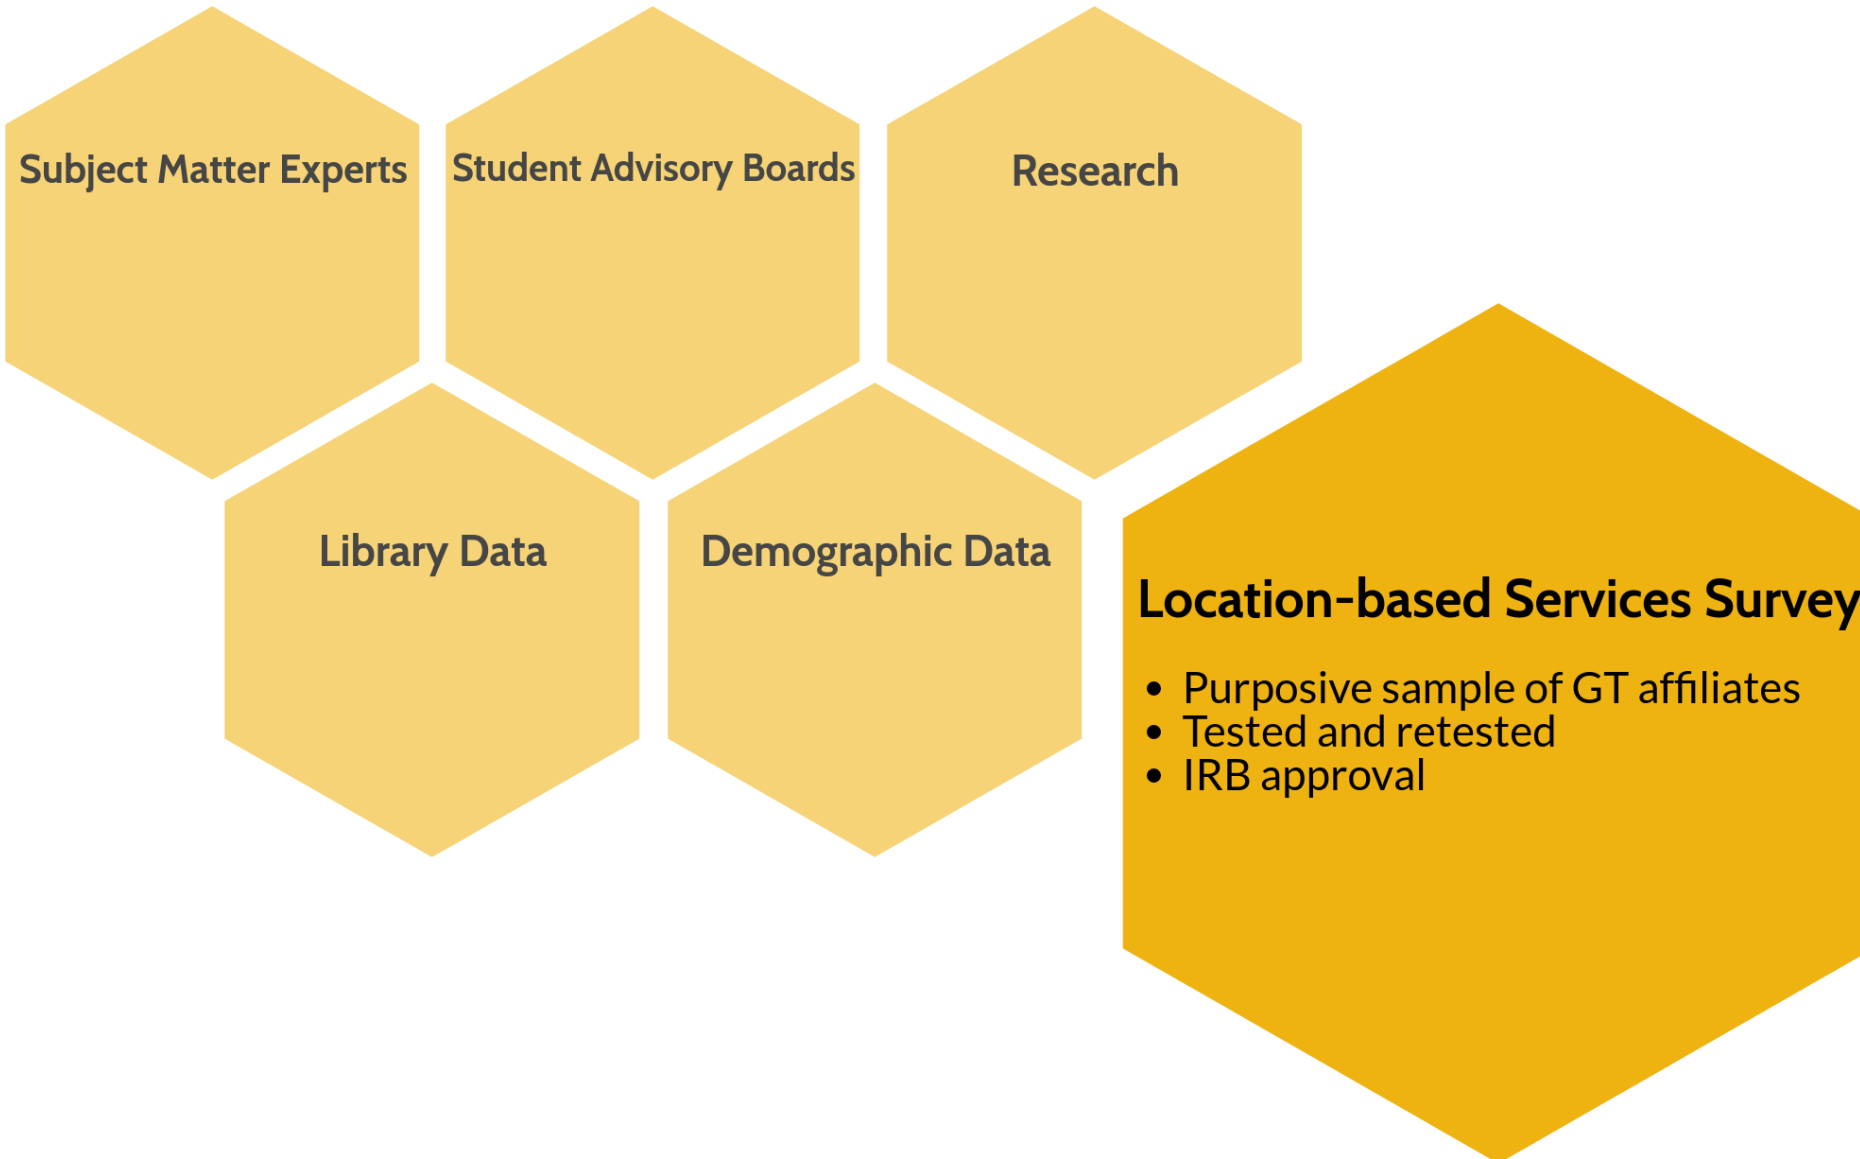 Subject Matter Experts
Student Advisory Boards
Research
Library Data
Demographic Data
Location-based Services Survey
• Purposive sample of GT affiliates
• Tested and retested
• IRB approval